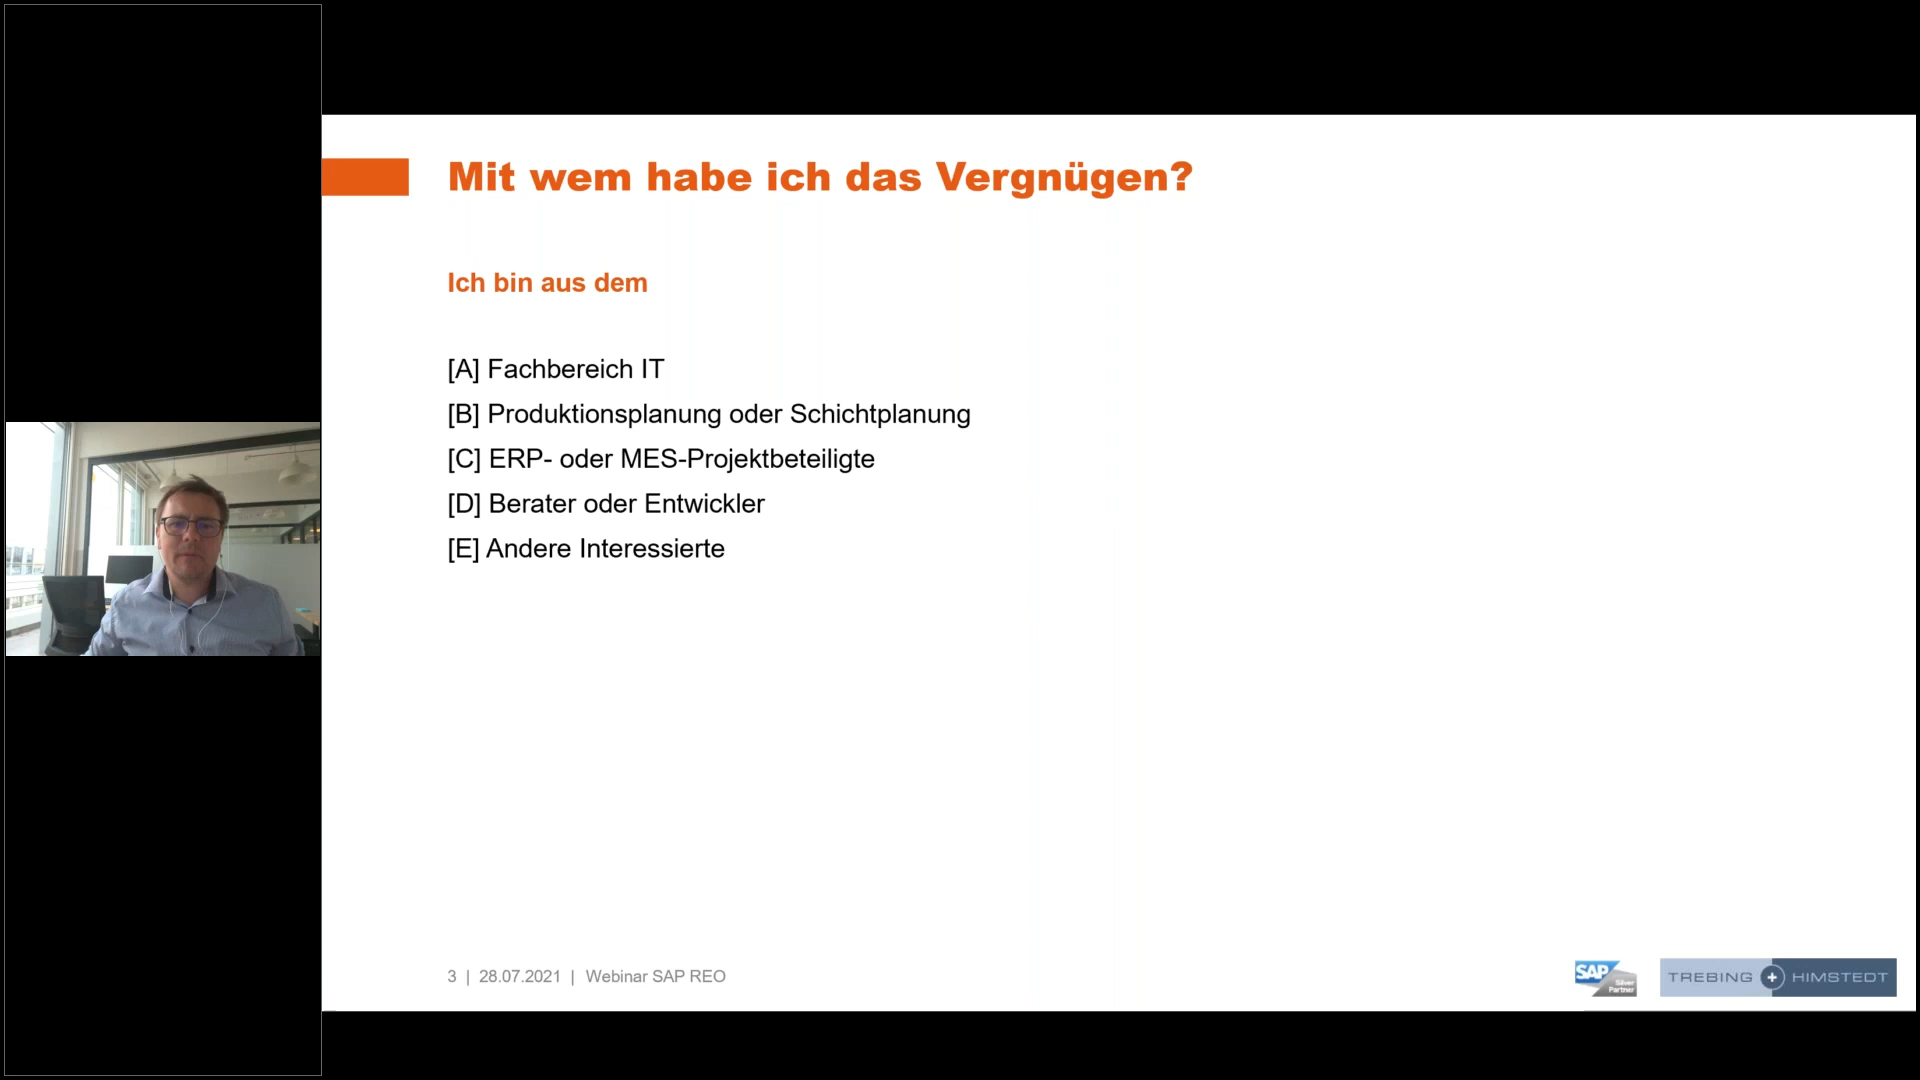 Mit wem habe ich das Vergnügen?
Ich bin aus dem
[A] Fachbereich IT
[B] Produktionsplanung oder Schichtplanung
[C] ERP- oder MES-Projektbeteiligte
[D] Berater oder Entwickler
[E] Andere Interessierte
3 | 28.07.2021 | Webinar SAP REO
SAP Silver Partner
TREBING + HIMSTEDT